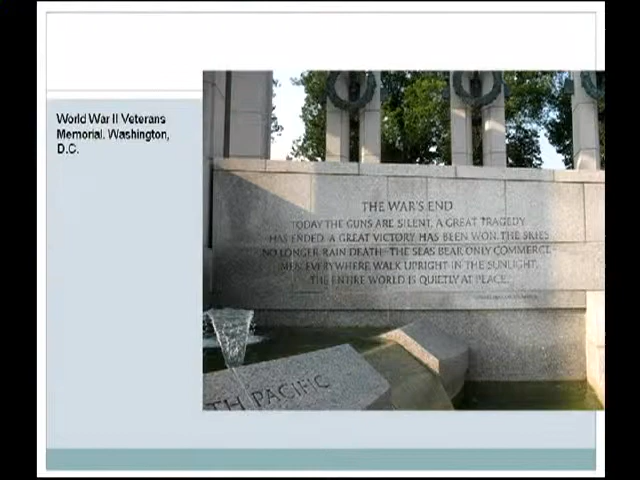 World War II Veterans
Memorial. Washington,
D.C.
THE WAR'S END
TODAY THE GUNS ARE SILENT. A GREAT TRAGEDY
HAS ENDED. A GREAT VICTORY HAS BEEN WON. THE SKIES
NO LONGER RAIN DEATH - THE SEAS BEAR ONLY COMMERCE
MEN EVERYWHERE WALK UPRIGHT IN THE SUNLIGHT.
THE ENTIRE WORLD IS QUIETLY AT PEACE.
TH PACIFIC